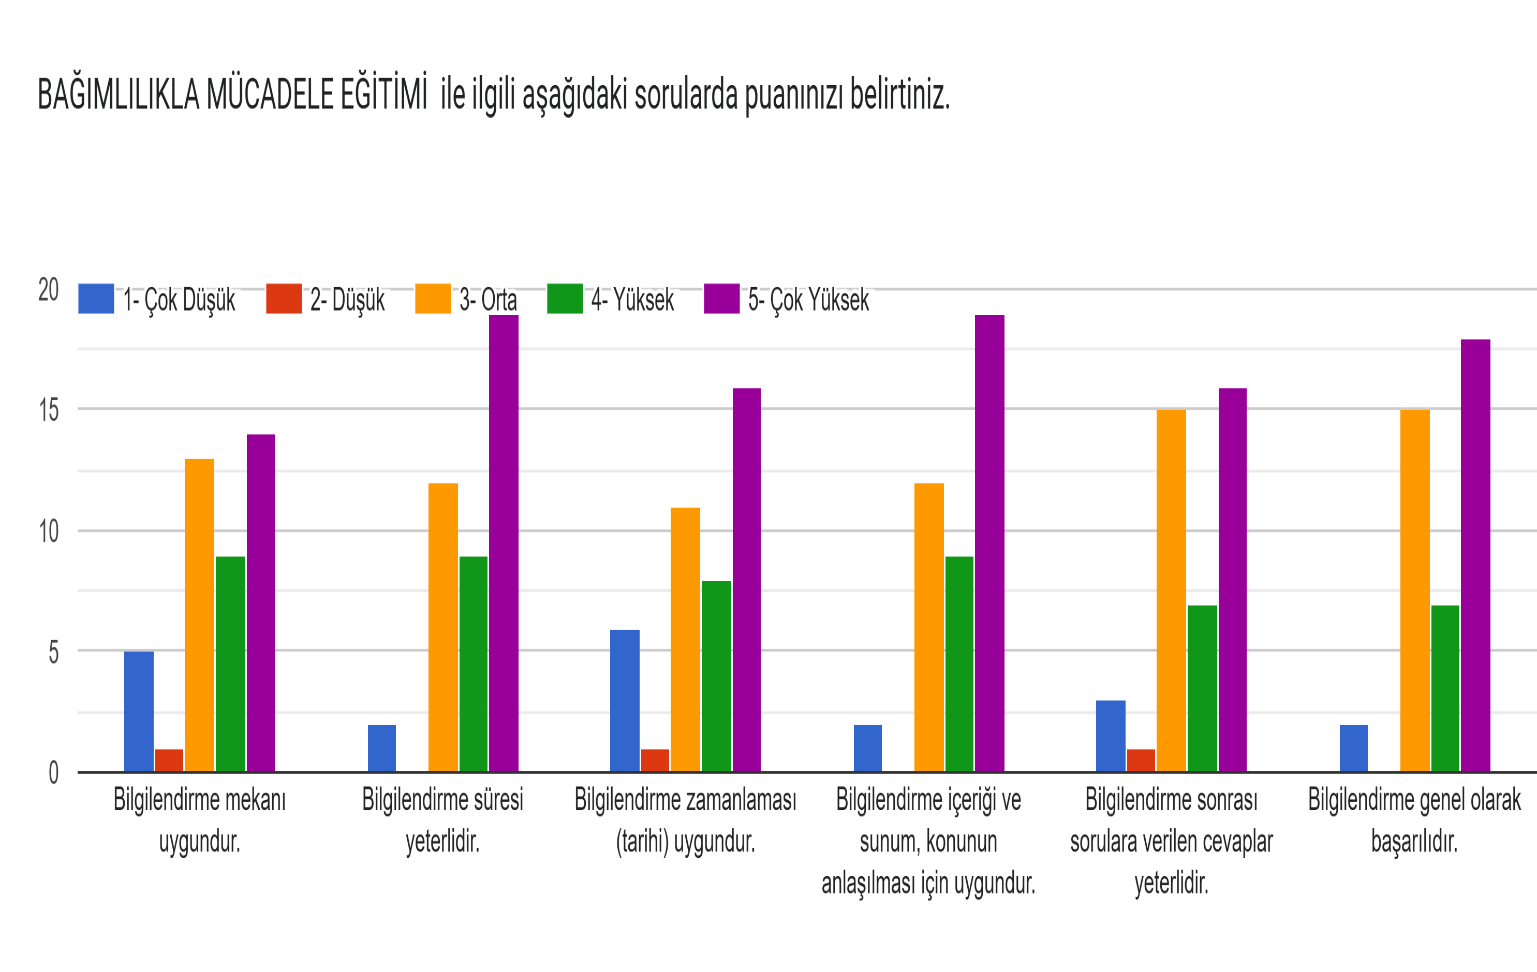 BAĞIMLILIKLA MÜCADELE EĞİTİMİ  ile ilgili aşağıdaki sorularda puanınızı belirtiniz.
20
1- Çok Düşük 2- Düşük 3- Orta 4- Yüksek 5- Çok Yüksek
15
10
5
0
Bilgilendirme mekanı
uygundur.
Bilgilendirme süresi
yeterlidir.
Bilgilendirme zamanlaması
(tarihi) uygundur.
Bilgilendirme içeriği ve
sunum, konunun
anlaşılması için uygundur.
Bilgilendirme sonrası
sorulara verilen cevaplar
yeterlidir.
Bilgilendirme genel olarak
başarılıdır.